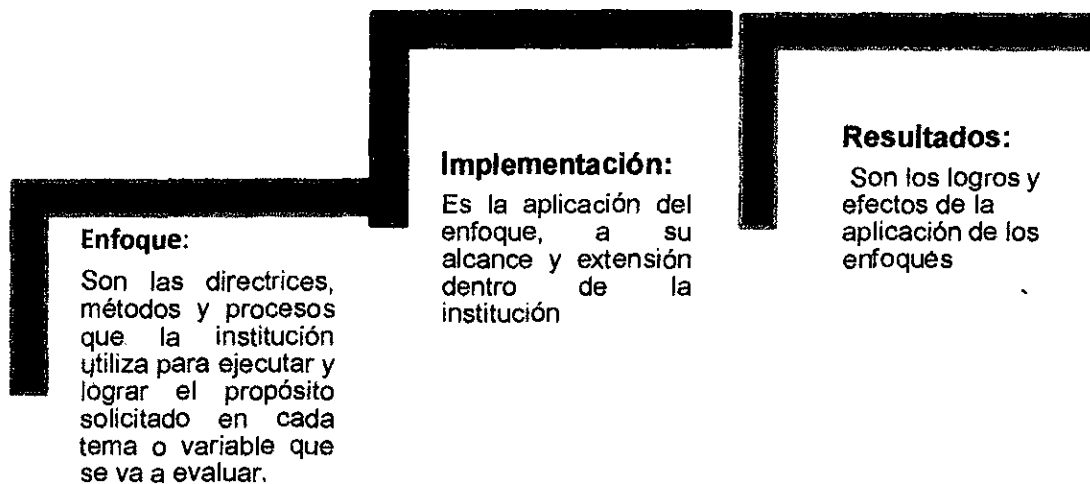 Enfoque:
Son las directrices,
métodos y procesos
que la institución
utiliza para ejecutar y
lograr el propósito
solicitado en cada
tema o variable que
se va a evaluar.
Implementación:
Es la aplicación del
enfoque, a su
alcance y extensión
dentro de la
institución
Resultados:
Son los logros y
efectos de la
aplicación de los
enfoques